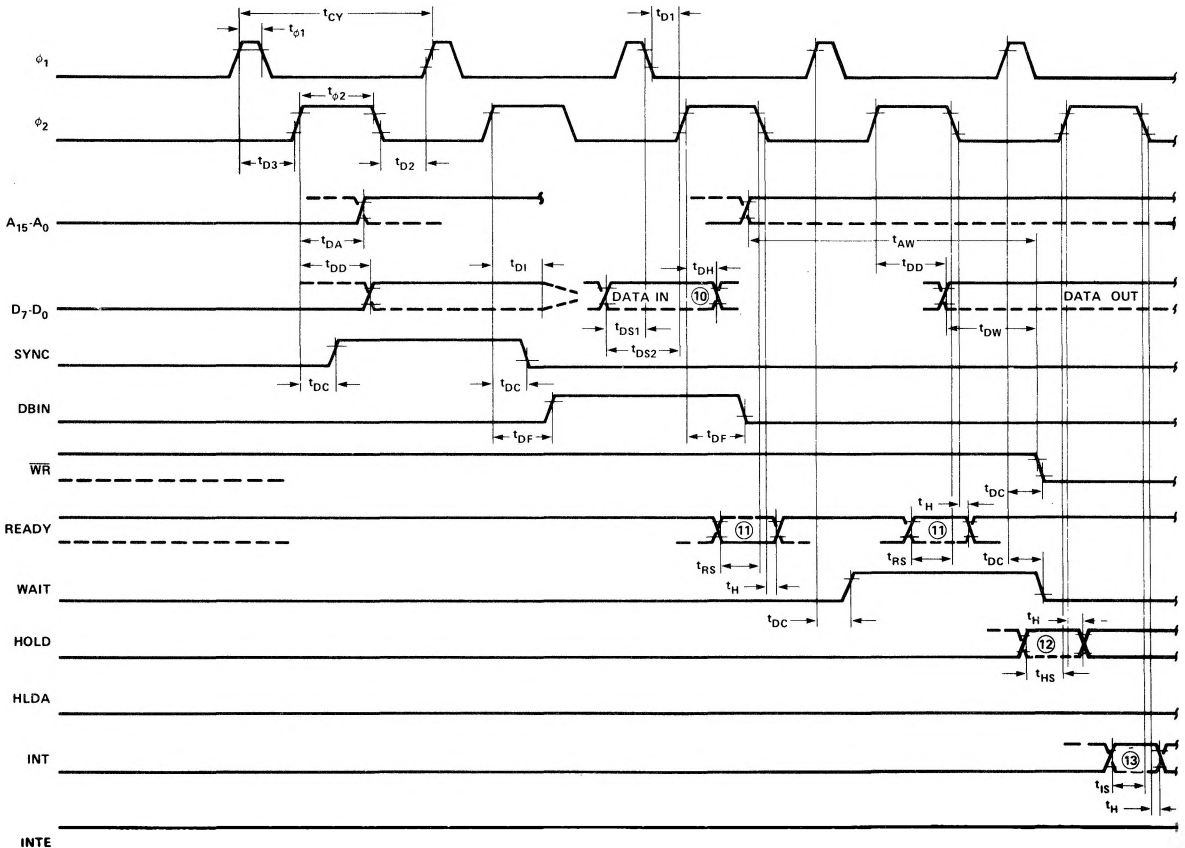 tCY
tD1
tϕ1
ϕ1
tϕ2
ϕ2
tD3
tD2
A15-A0
tDA
tAW
tDD
tDI
tDH
tDD
D7-D0
DATA IN
⑩
DATA OUT
tDS1
tDW
tDS2
SYNC
tDC
tDC
DBIN
tDF
tDF
WR
tDC
tH
READY
⑪
⑪
tRS
tRS
tDC
tH
WAIT
tDC
tH
HOLD
⑫
tHS
HLDA
INT
⑬
tIS
tH
INTE